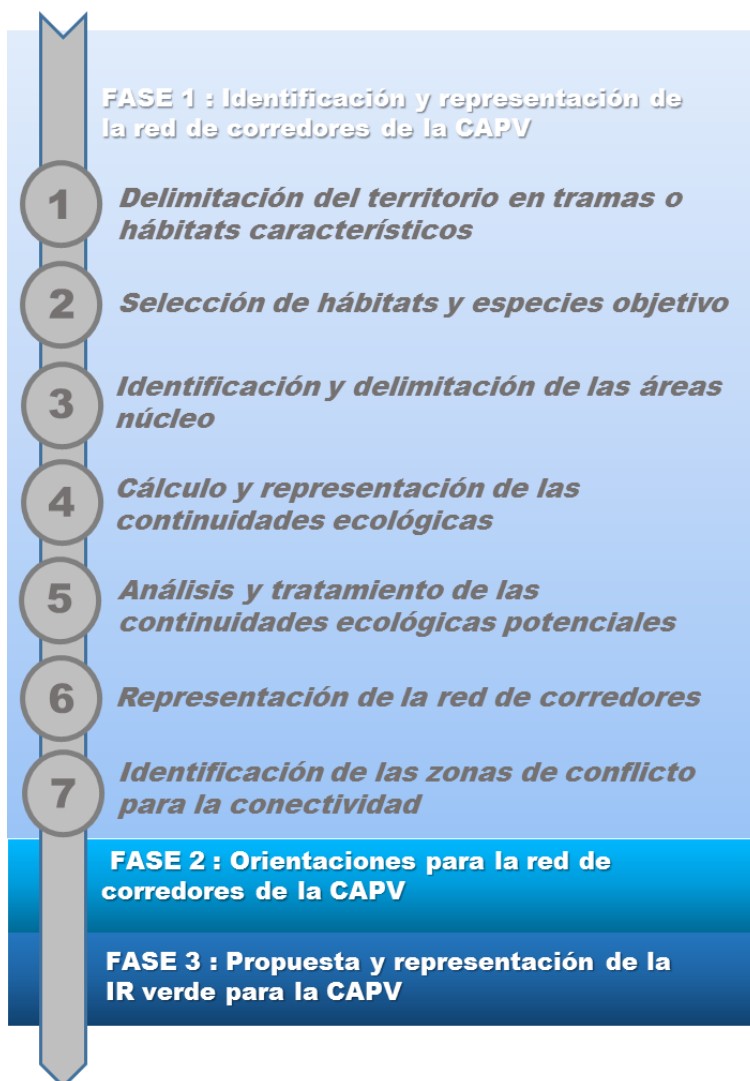 FASE 1 : Identificación y representación de
la red de corredores de la CAPV
1
Delimitación del territorio en tramas o
hábitats característicos
2
Selección de hábitats y especies objetivo
3
Identificación y delimitación de las áreas
núcleo
4
Cálculo y representación de las
continuidades ecológicas
5
Análisis y tratamiento de las
continuidades ecológicas potenciales
6
Representación de la red de corredores
7
Identificación de las zonas de conflicto
para la conectividad
FASE 2 : Orientaciones para la red de
corredores de la CAPV
FASE 3 : Propuesta y representación de la
IR verde para la CAPV